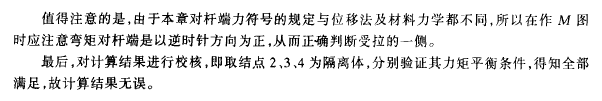 值得注意的是,由于本章对杆端力符号的规定与位移法及材料力学都不同,所以在作 M 图
时应注意弯矩对杆端是以逆时针方向为正,从而正确判断受拉的一侧。
最后,对计算结果进行校核,即取结点 2,3,4 为隔离体,分别验证其力矩平衡条件,得知全部
满足,故计算结果无误。